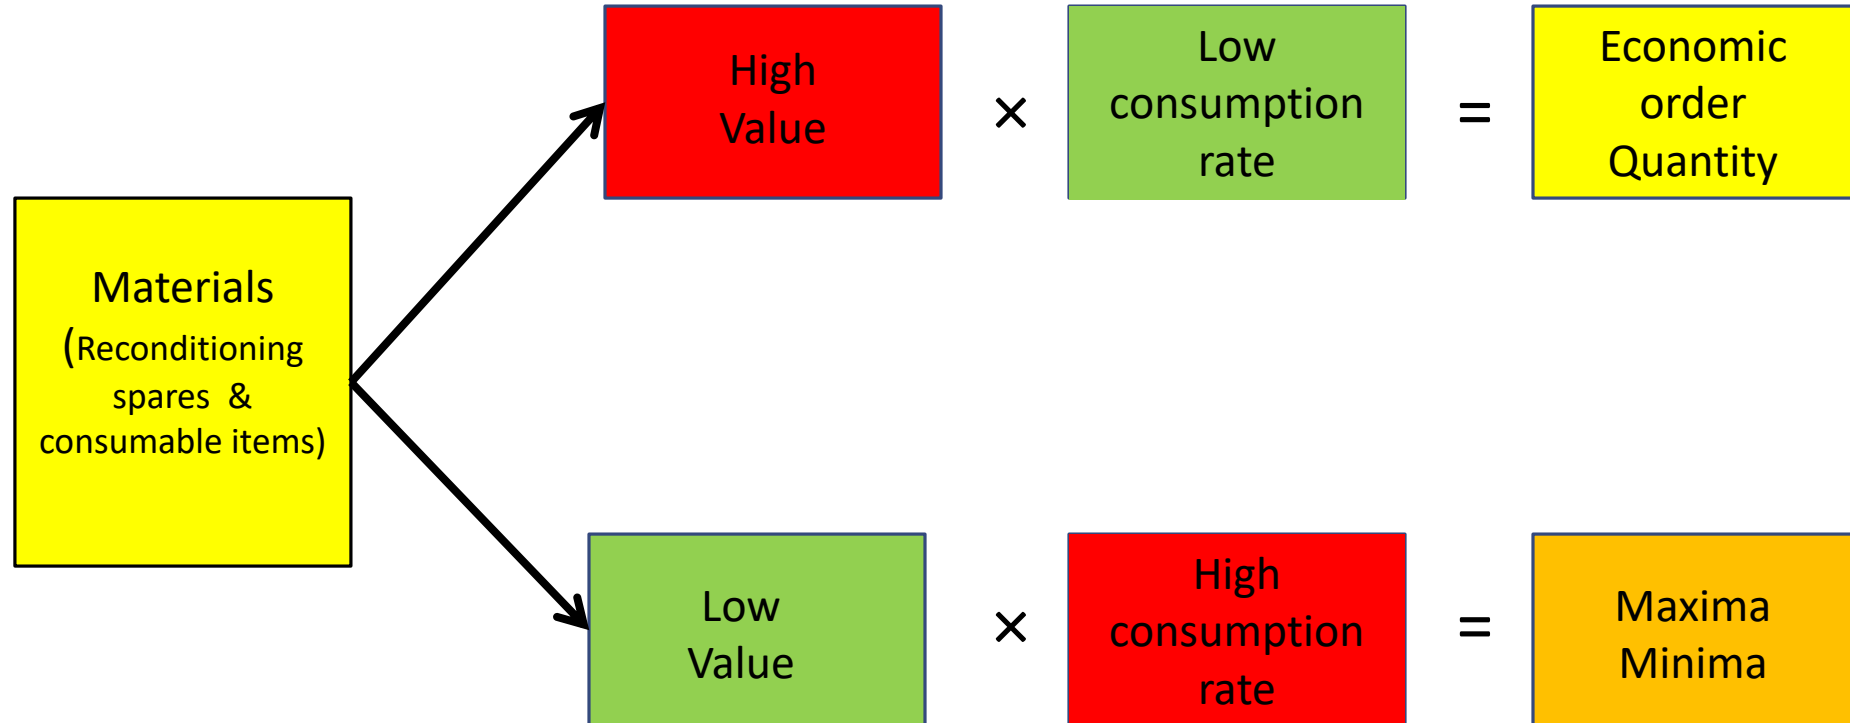 High
Value
×
Low
consumption
rate
=
Economic
order
Quantity
Materials
(Reconditioning
spares &
consumable items)
Low
Value
×
High
consumption
rate
=
Maxima
Minima